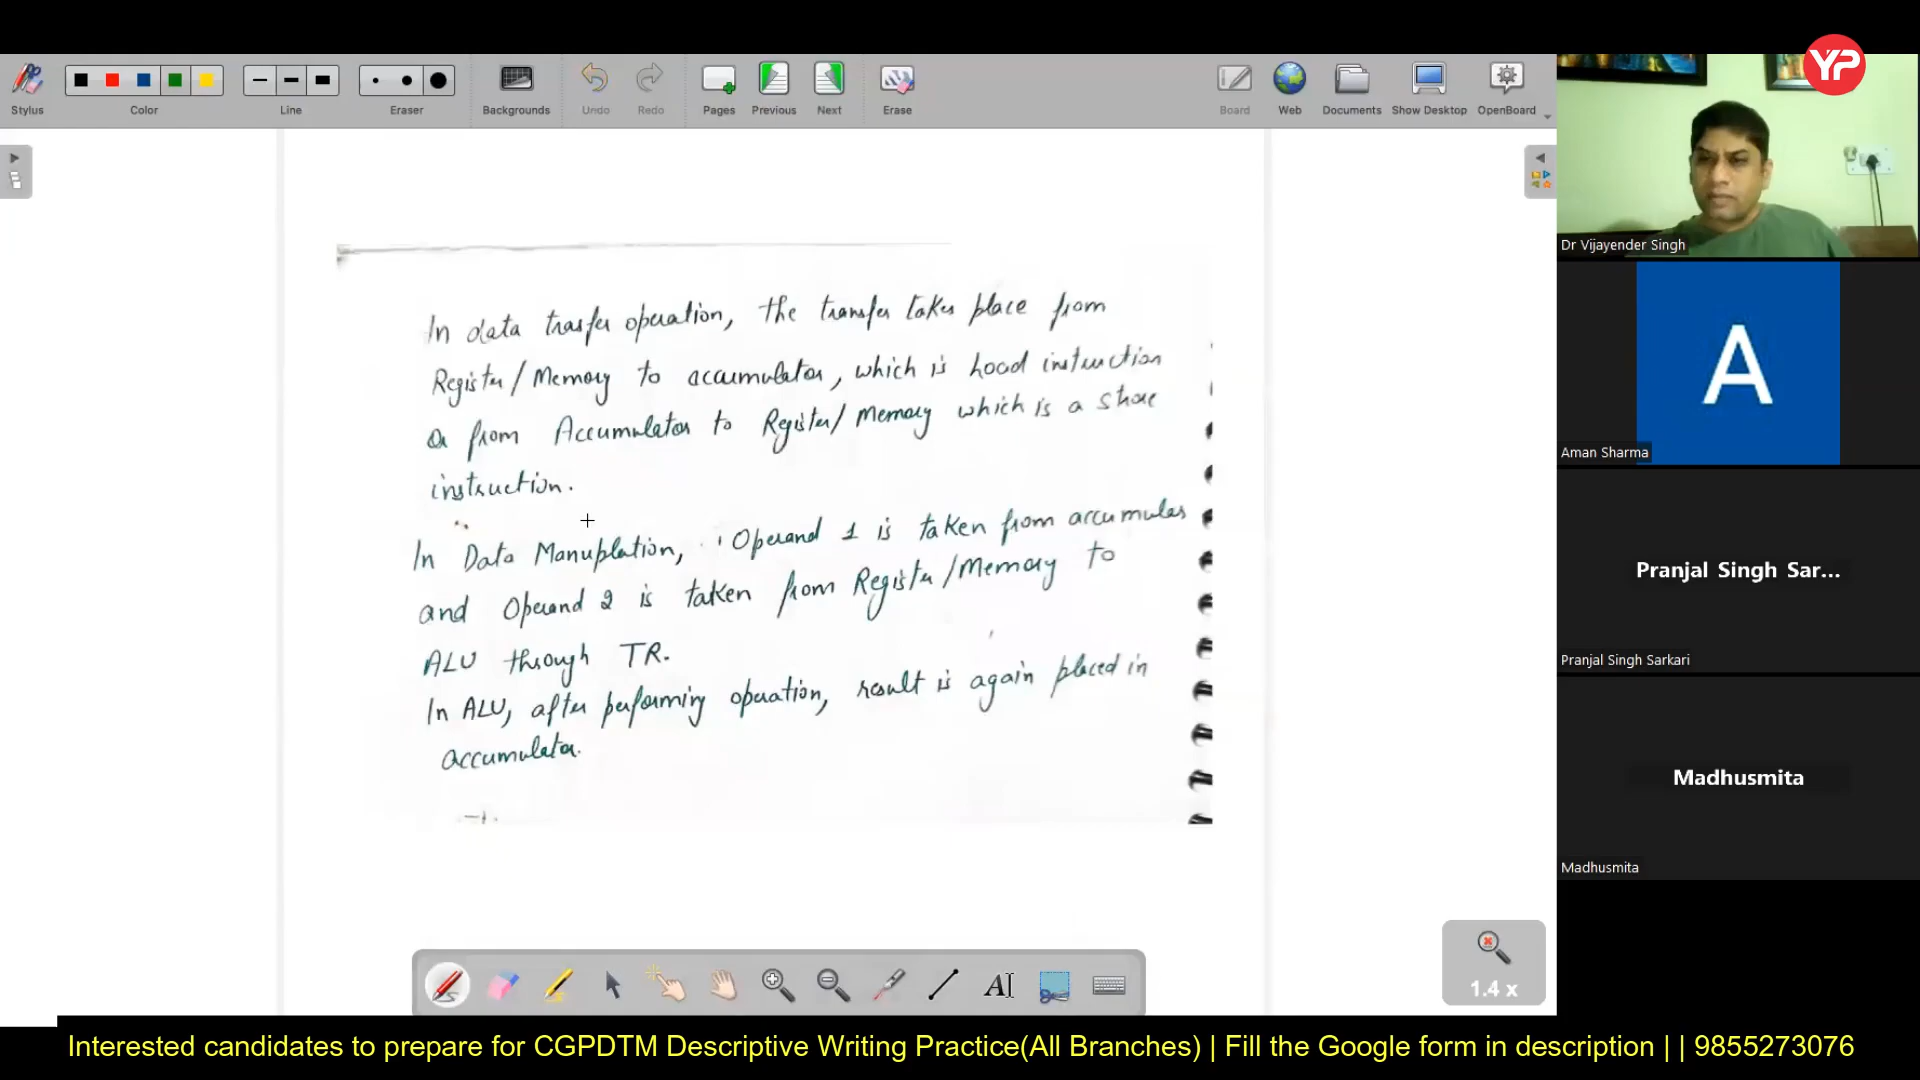 YP
Stylus
Color
Line
Eraser
Backgrounds
Undo
Redo
Pages
Previous
Next
Erase
Board
Web
Documents
Show Desktop
OpenBoard
In data trasfer operation, the transfer takes place from
Register/Memory to accumulator, which is load instruction
or from Accumulator to Register/Memory which is a store
instruction.
In Data Manuplation, Operand 1 is taken from accumulator
and Operand 2 is taken from Register/Memory to
ALU through TR.
In ALU, after performing operation, result is again placed in
accumulator.
Dr Vijayender Singh
A
Aman Sharma
Pranjal Singh Sar...
Pranjal Singh Sarkari
Madhusmita
Madhusmita
AI
1.4 x
Interested candidates to prepare for CGPDTM Descriptive Writing Practice(All Branches) | Fill the Google form in description | | 9855273076